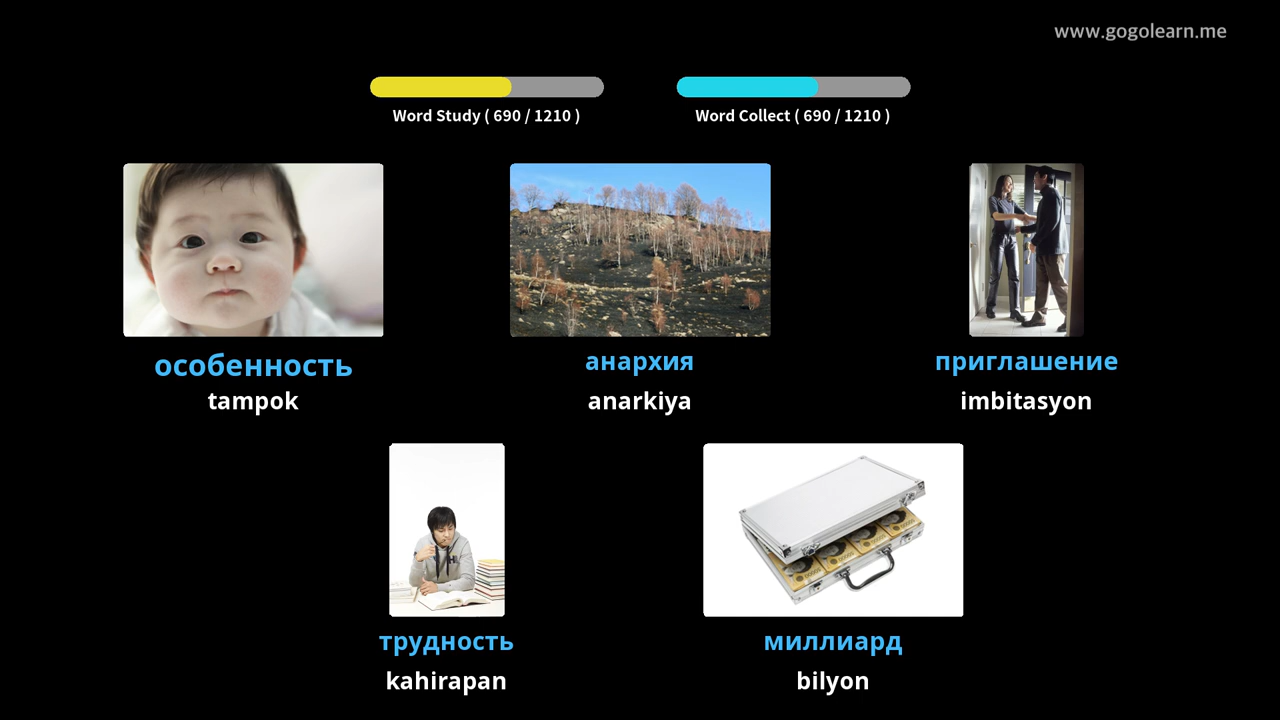 www.gogolearn.me
Word Study ( 690 / 1210 )
Word Collect ( 690 / 1210 )
особенность
tampok
анархия
anarkiya
приглашение
imbitasyon
трудность
kahirapan
миллиард
bilyon